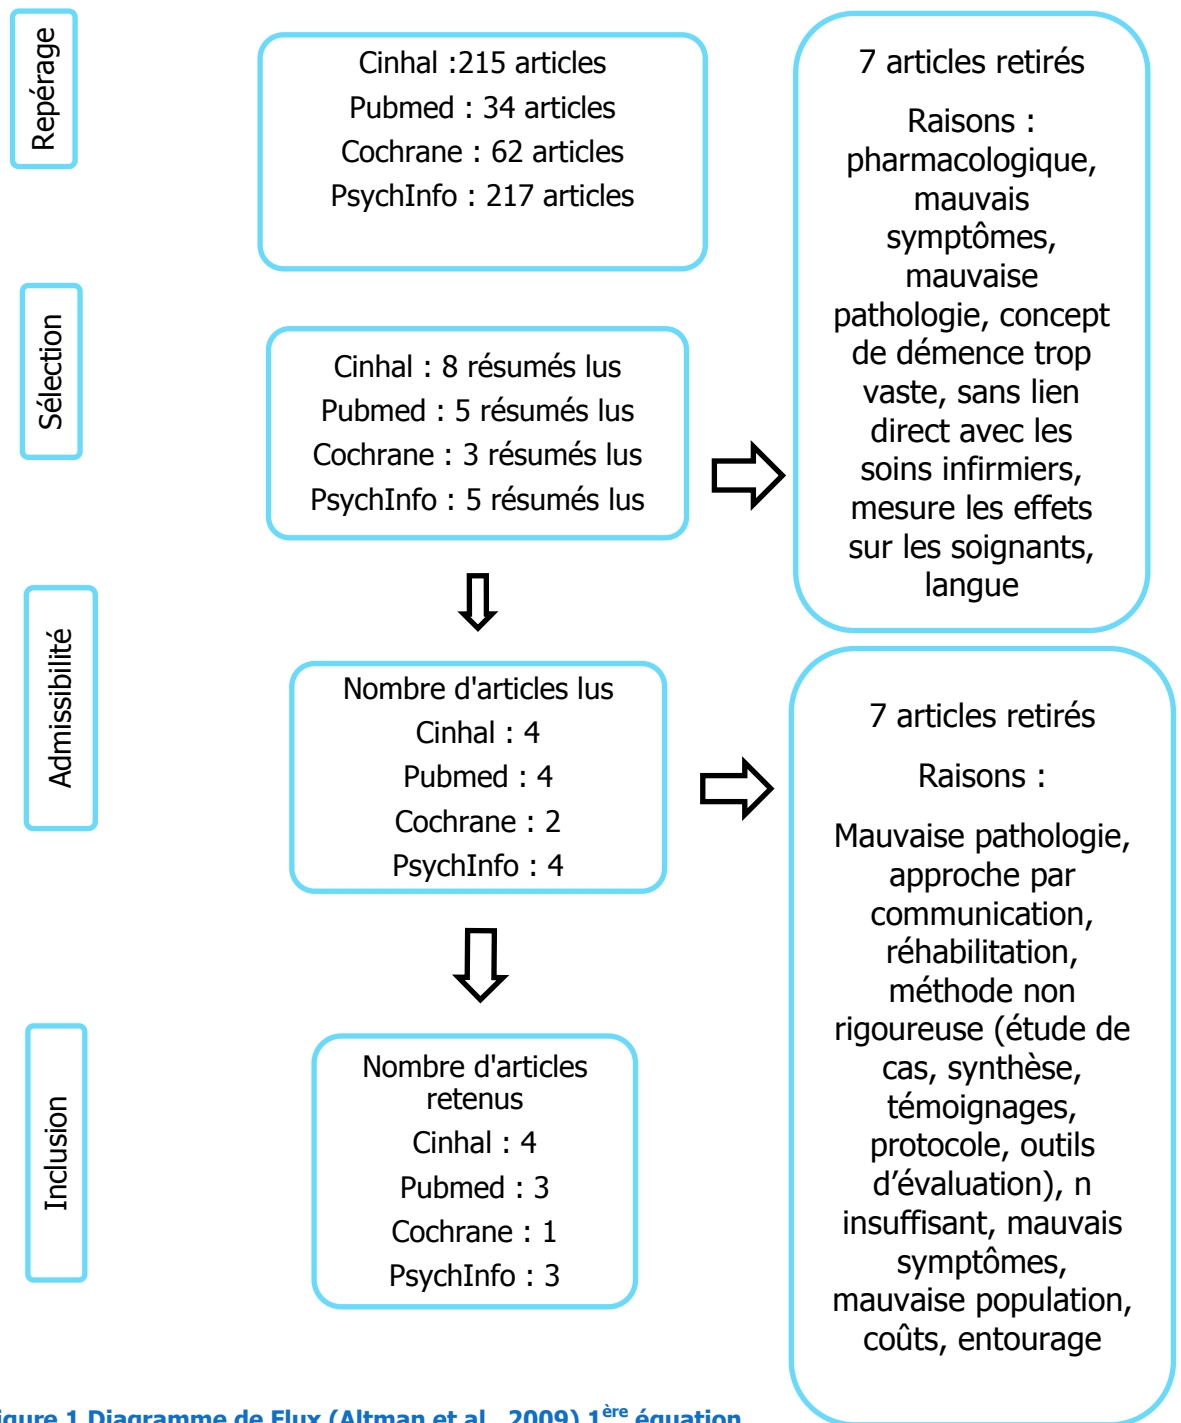 Repérage
Cinhal :215 articles
Pubmed : 34 articles
Cochrane : 62 articles
PsychInfo : 217 articles
7 articles retirés
Raisons :
pharmacologique,
mauvais
symptômes,
mauvaise
pathologie, concept
de démence trop
vaste, sans lien
direct avec les
soins infirmiers,
mesure les effets
sur les soignants,
langue
Sélection
Cinhal : 8 résumés lus
Pubmed : 5 résumés lus
Cochrane : 3 résumés lus
PsychInfo : 5 résumés lus
Admissibilité
Nombre d'articles lus
Cinhal : 4
Pubmed : 4
Cochrane : 2
PsychInfo : 4
7 articles retirés
Raisons :
Mauvaise pathologie,
approche par
communication,
réhabilitation,
méthode non
rigoureuse (étude de
cas, synthèse,
témoignages,
protocole, outils
d’évaluation), n
insuffisant, mauvais
symptômes,
mauvaise population,
coûts, entourage
Inclusion
Nombre d'articles
retenus
Cinhal : 4
Pubmed : 3
Cochrane : 1
PsychInfo : 3
igure 1 Diagramme de Flux (Altman et al., 2009) 1ère équation